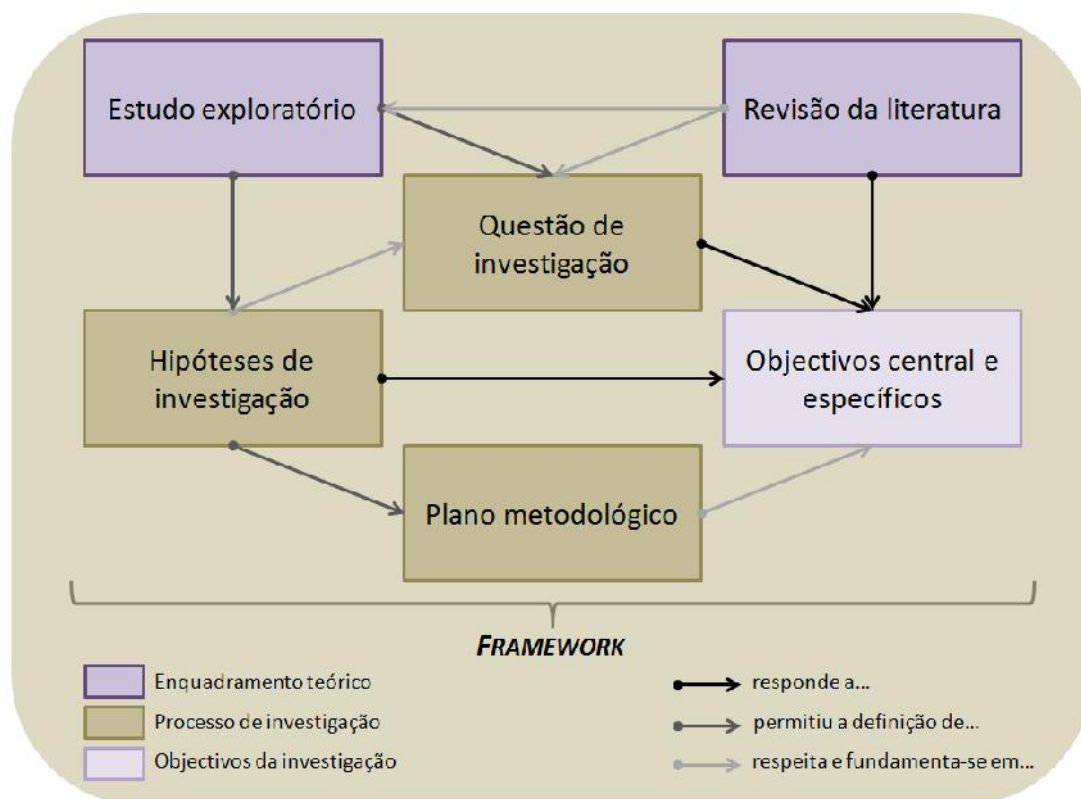 Estudo exploratório
Revisão da literatura
Questão de
investigação
Hipóteses de
investigação
Objectivos central e
específicos
Plano metodológico
FRAMEWORK
Enquadramento teórico
Processo de investigação
Objectivos da investigação
responde a...
permitiu a definição de...
respeita e fundamenta-se em...